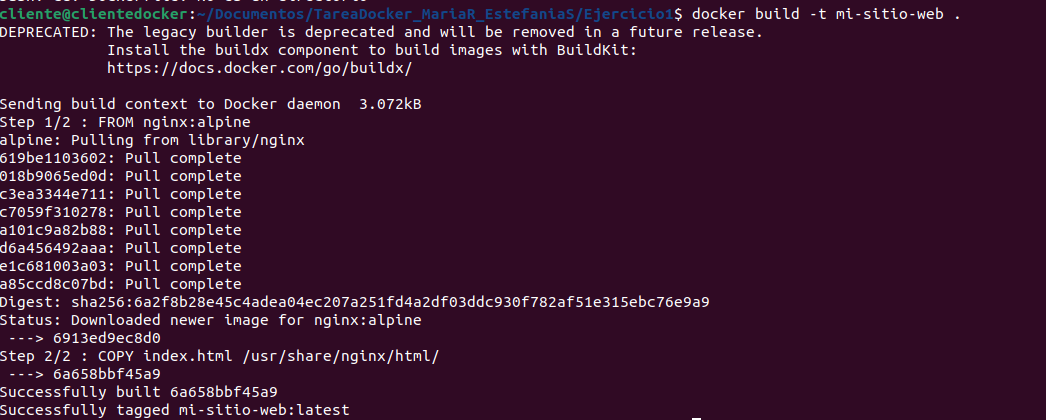 cliente@clientedocker:~/Documentos/TareaDocker_MariaR_EstefaniaS/Ejercicio1$ docker build -t mi-sitio-web .
DEPRECATED: The legacy builder is deprecated and will be removed in a future release.
Install the buildx component to build images with BuildKit:
https://docs.docker.com/go/buildx/
Sending build context to Docker daemon  3.072kB
Step 1/2 : FROM nginx:alpine
alpine: Pulling from library/nginx
619be1103602: Pull complete
018b9065ed0d: Pull complete
c3ea3344e711: Pull complete
c7059f310278: Pull complete
a101c9a82b88: Pull complete
d6a456492aaa: Pull complete
e1c681003a03: Pull complete
a85ccd8c07bd: Pull complete
Digest: sha256:6a2f8b28e45c4adea04ec207a251fd4a2df03ddc930f782af51e315ebc76e9a9
Status: Downloaded newer image for nginx:alpine
---> 6913ed9ec8d0
Step 2/2 : COPY index.html /usr/share/nginx/html/
---> 6a658bbf45a9
Successfully built 6a658bbf45a9
Successfully tagged mi-sitio-web:latest